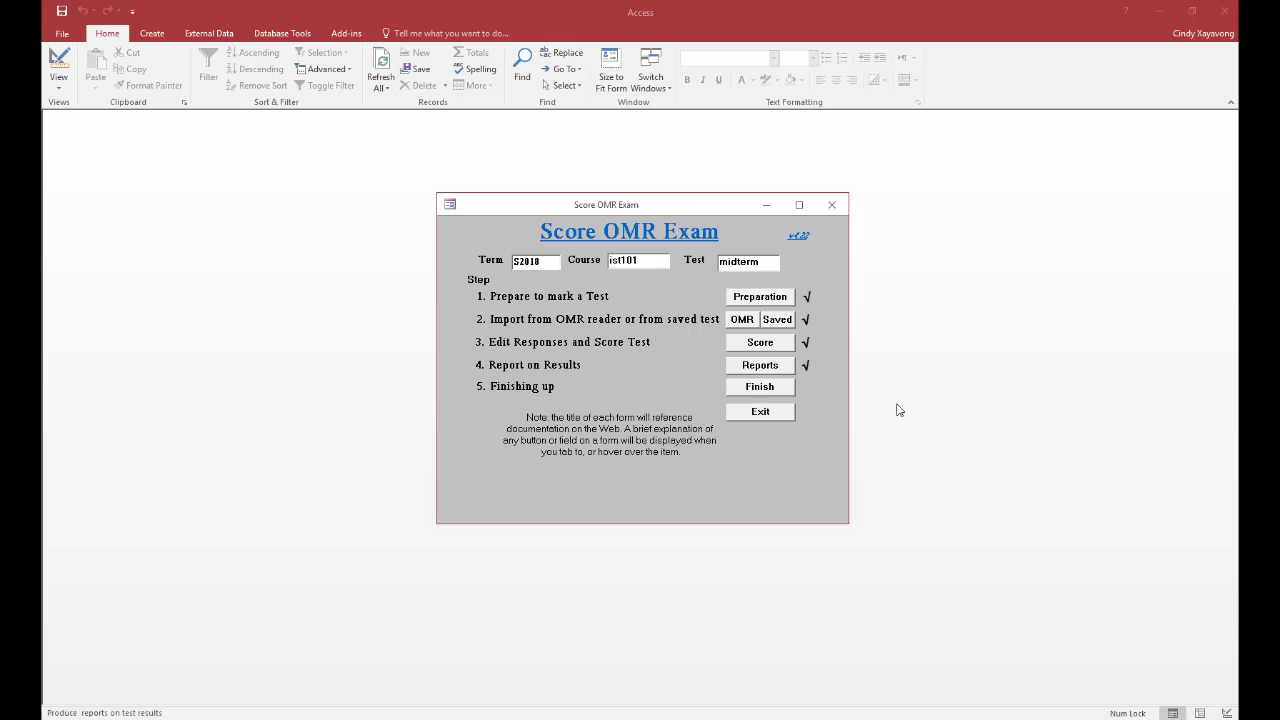 Access
File Home Create External Data Database Tools Add-ins Tell me what you want to do... Cindy Xayavong
Cut Ascending Selection New Totals Replace
View Paste Copy Filter Descending Advanced Refresh All Save Spelling Find Go To Size to Fit Form Switch Windows
Format Painter Remove Sort Toggle Filter Delete More Select B I U A
Views Clipboard Sort & Filter Records Find Window Text Formatting
Score OMR Exam
Score OMR Exam v4.22
Term S2018 Course ist101 Test midterm
Step
1. Prepare to mark a Test Preparation √
2. Import from OMR reader or from saved test OMR Saved √
3. Edit Responses and Score Test Score √
4. Report on Results Reports √
5. Finishing up Finish
Exit
Note: the title of each form will reference
documentation on the Web. A brief explanation of
any button or field on a form will be displayed when
you tab to, or hover over the item.
Produce reports on test results Num Lock